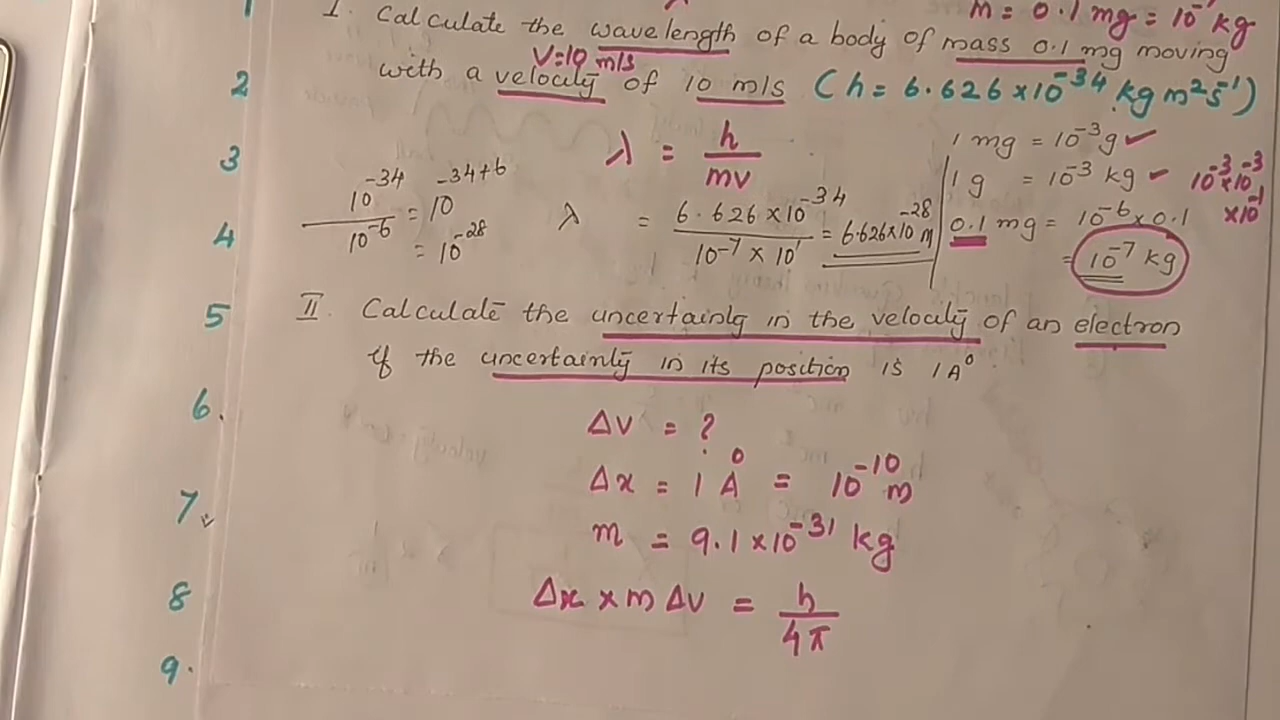 m = 0.1 mg = 10⁻⁷ kg
1
I. Calculate the wavelength of a body of mass 0.1 mg moving
V=10 m/s
2 with a velocity of 10 m/s (h = 6.626 x 10⁻³⁴ kg m² s⁻¹)
λ = h/mv
1 mg = 10⁻³ g ✓
3
1 g = 10⁻³ kg ✓ 10⁻³ x 10⁻³ x 10⁻¹
10⁻³⁴/10⁻⁶ = 10⁻³⁴⁺⁶
= 10⁻²⁸
λ = 6.626 x 10⁻³⁴ / 10⁻⁷ x 10¹ = 6.626 x 10⁻²⁸ m
0.1 mg = 10⁻⁶ x 0.1
4
= 10⁻⁷ kg
5 II. Calculate the uncertainty in the velocity of an electron
if the uncertainty in its position is 1A⁰
6.
Δv = ?
Δx = 1 Å = 10⁻¹⁰ m
7
m = 9.1 x 10⁻³¹ kg
8 Δx x m Δv = h/4π
9.